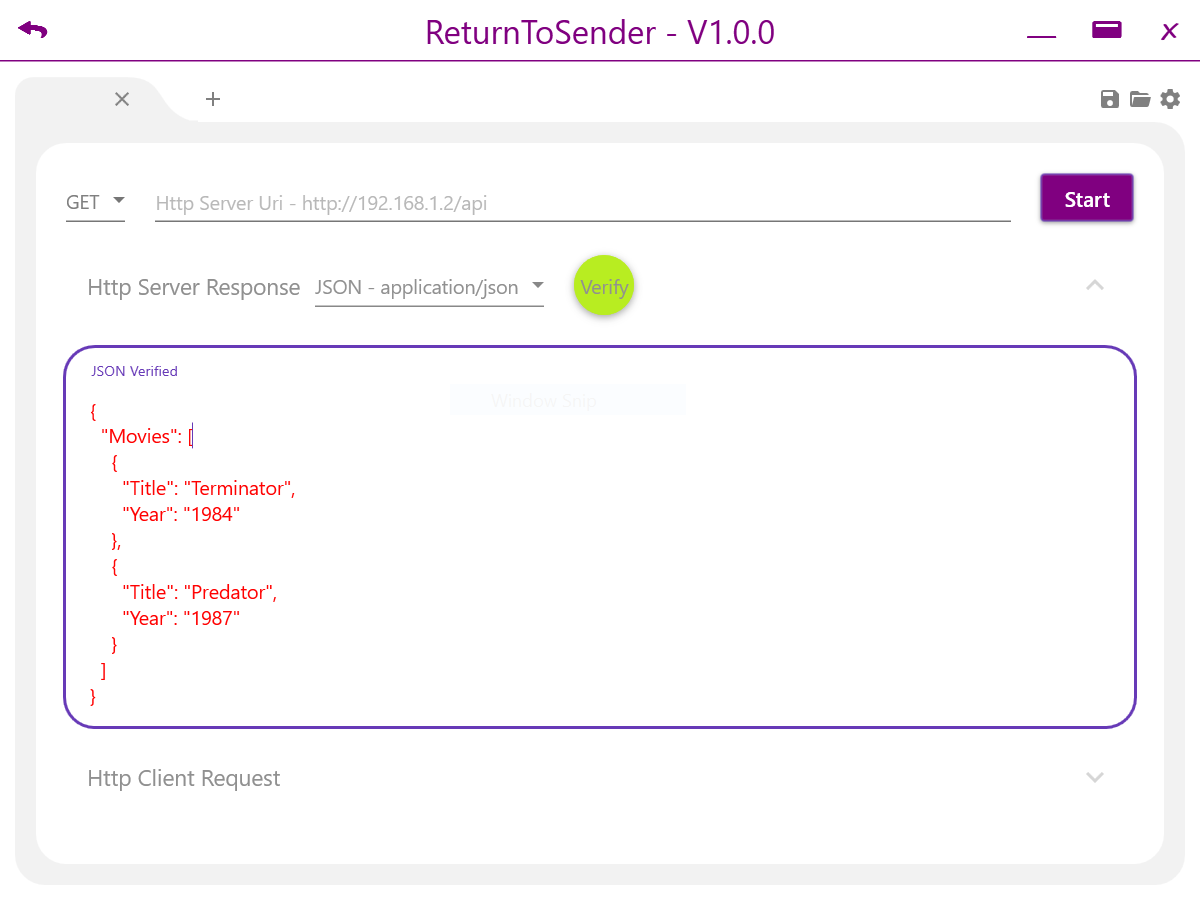 ReturnToSender - V1.0.0
GET
Http Server Uri - http://192.168.1.2/api
Start
Http Server Response
JSON - application/json
Verify
JSON Verified
Window Snip
{
"Movies": [
{
"Title": "Terminator",
"Year": "1984"
},
{
"Title": "Predator",
"Year": "1987"
}
]
}
Http Client Request